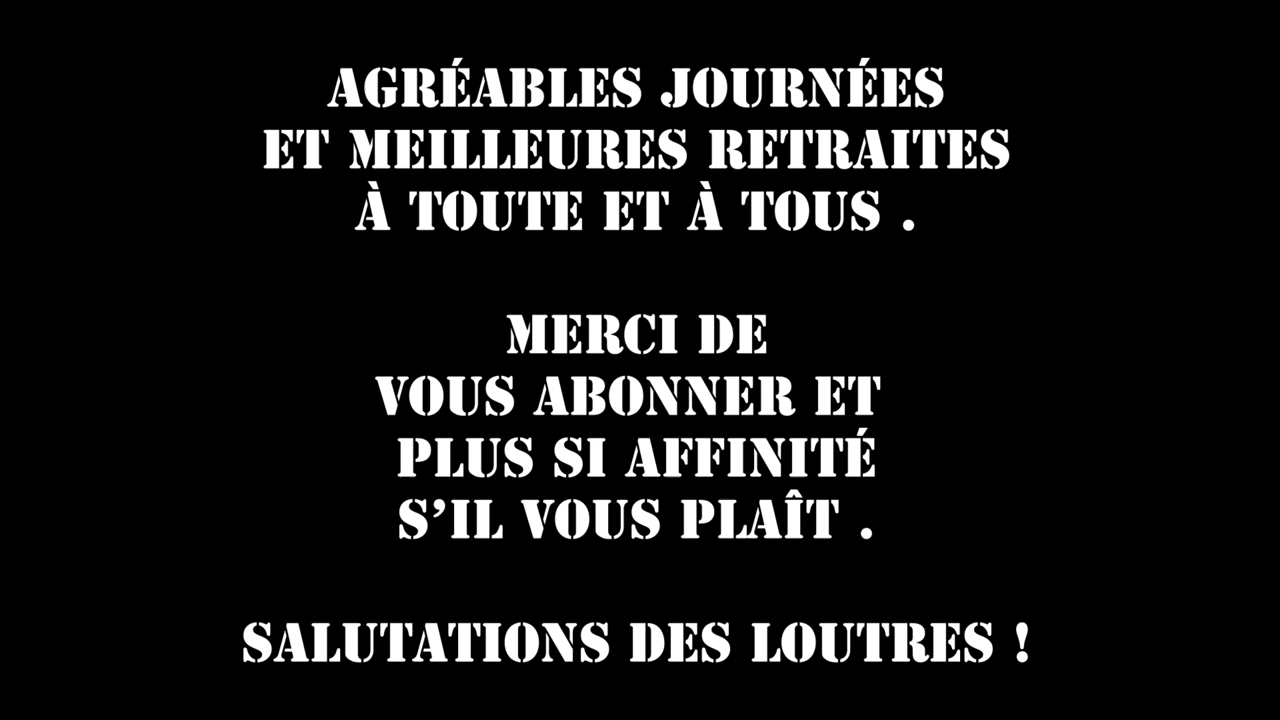 AGRÉABLES JOURNÉES
ET MEILLEURES RETRAITES
À TOUTE ET À TOUS .
MERCI DE
VOUS ABONNER ET
PLUS SI AFFINITÉ
S’IL VOUS PLAÎT .
SALUTATIONS DES LOUTRES !